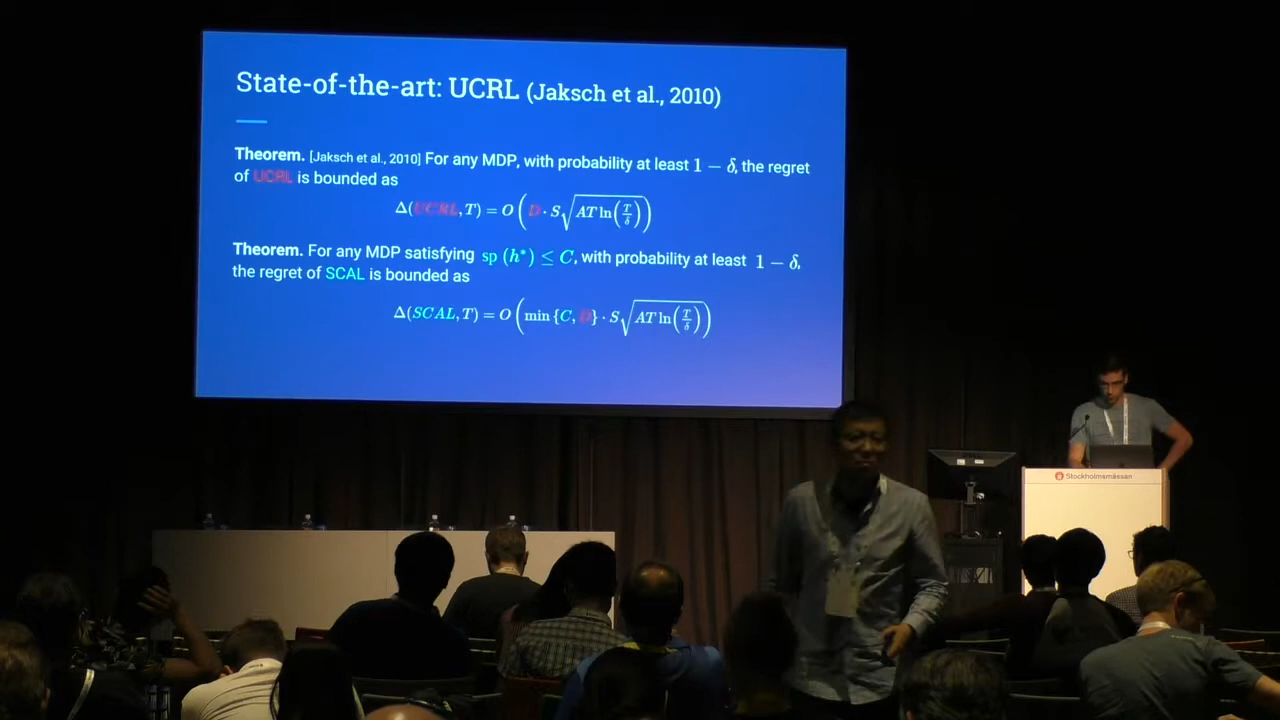 State-of-the-art: UCRL (Jaksch et al., 2010)
Theorem. [Jaksch et al., 2010] For any MDP, with probability at least 1 − δ, the regret
of UCRL is bounded as
Δ(UCRL, T) = O(D · S√(AT ln(T/δ)))
Theorem. For any MDP satisfying sp(h*) ≤ C, with probability at least 1 − δ,
the regret of SCAL is bounded as
Δ(SCAL, T) = O(min{C, D} · S√(AT ln(T/δ)))
Stockholmsmässan